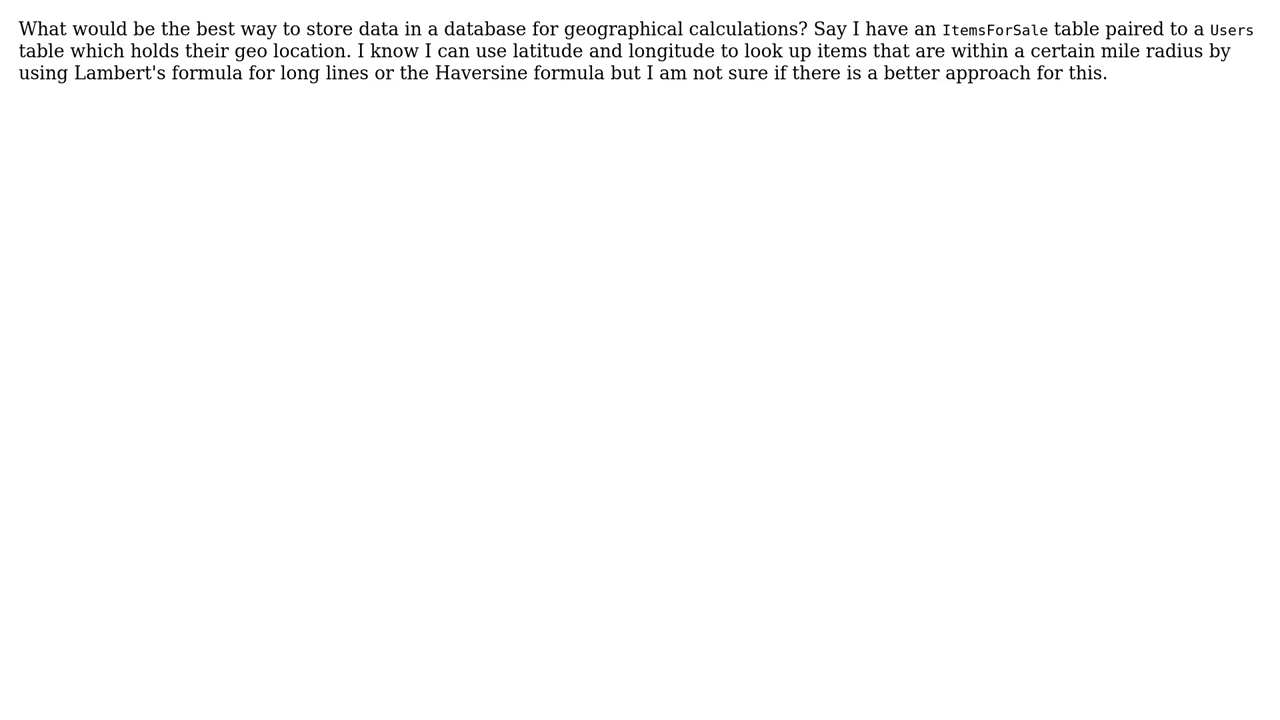 What would be the best way to store data in a database for geographical calculations? Say I have an ItemsForSale table paired to a Users
table which holds their geo location. I know I can use latitude and longitude to look up items that are within a certain mile radius by
using Lambert's formula for long lines or the Haversine formula but I am not sure if there is a better approach for this.